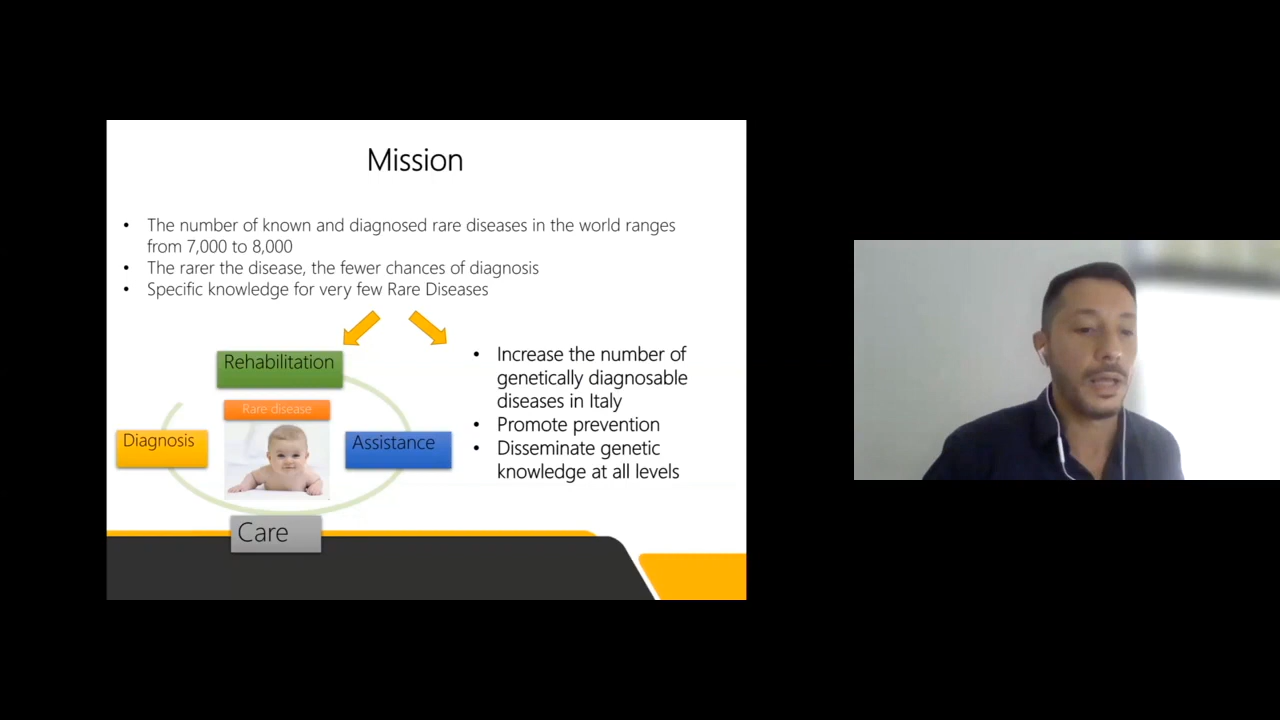 Mission
• The number of known and diagnosed rare diseases in the world ranges
from 7,000 to 8,000
• The rarer the disease, the fewer chances of diagnosis
• Specific knowledge for very few Rare Diseases
Rehabilitation
Rare disease
Diagnosis
Assistance
Care
• Increase the number of
genetically diagnosable
diseases in Italy
• Promote prevention
• Disseminate genetic
knowledge at all levels